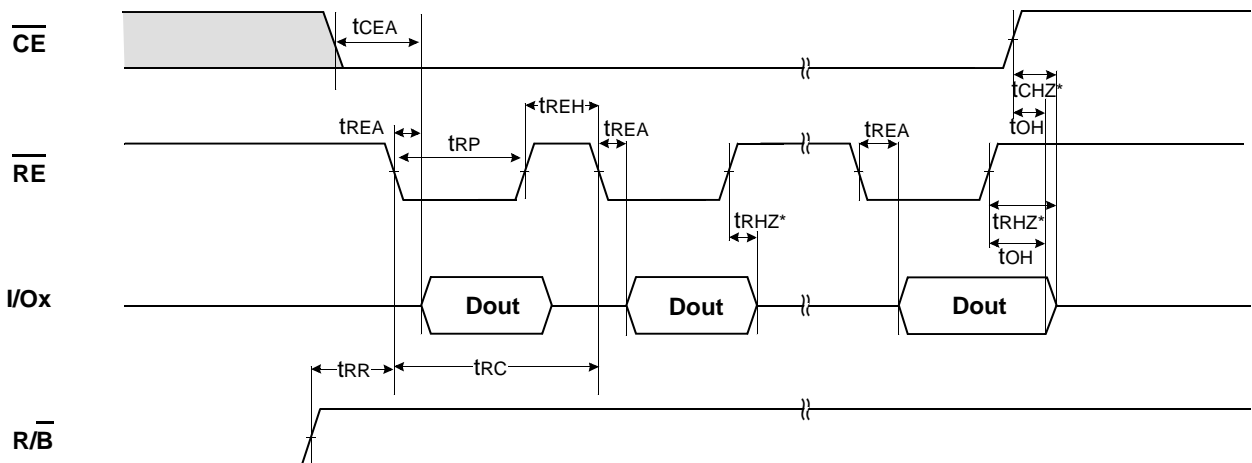 CE
tCEA
tCHZ*
tOH
RE
tREA
tRP
tREH
tREA
tRHZ*
tREA
tRHZ*
tOH
I/Ox
Dout
Dout
Dout
tRR
tRC
R/B